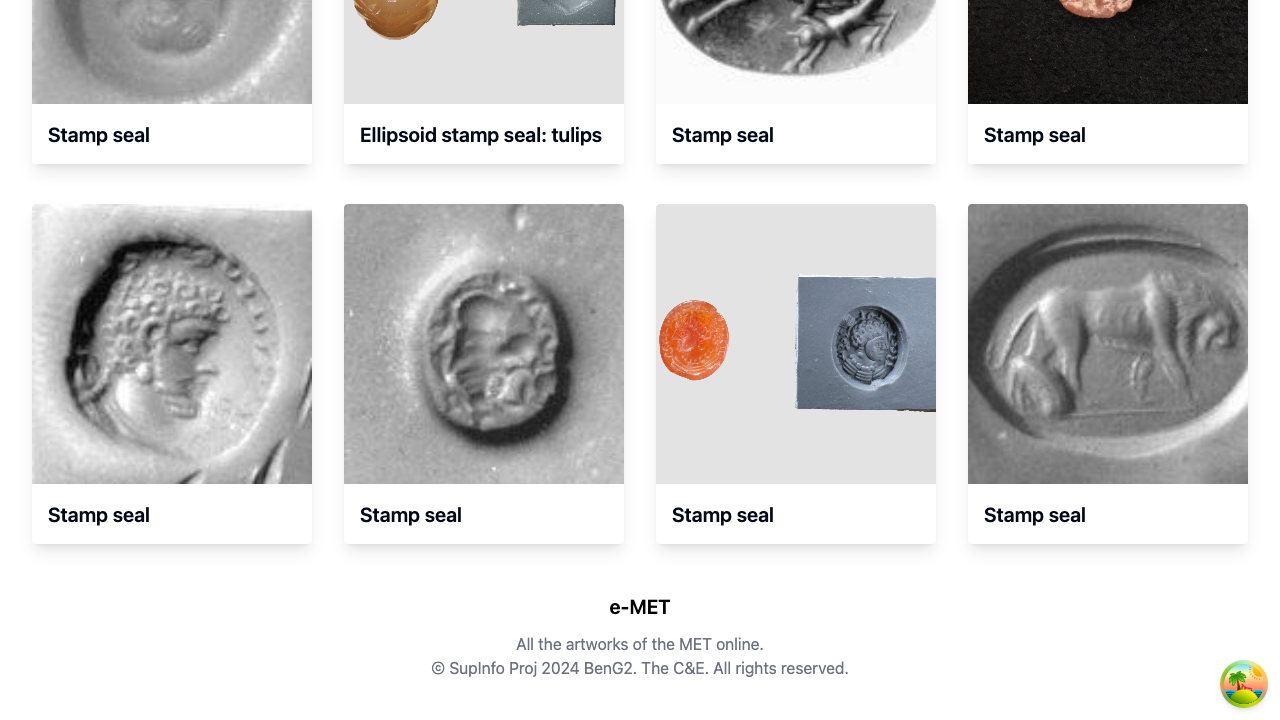 Stamp seal
Ellipsoid stamp seal: tulips
Stamp seal
Stamp seal
Stamp seal
Stamp seal
Stamp seal
Stamp seal
e-MET
All the artworks of the MET online.
© SupInfo Proj 2024 BenG2. The C&E. All rights reserved.